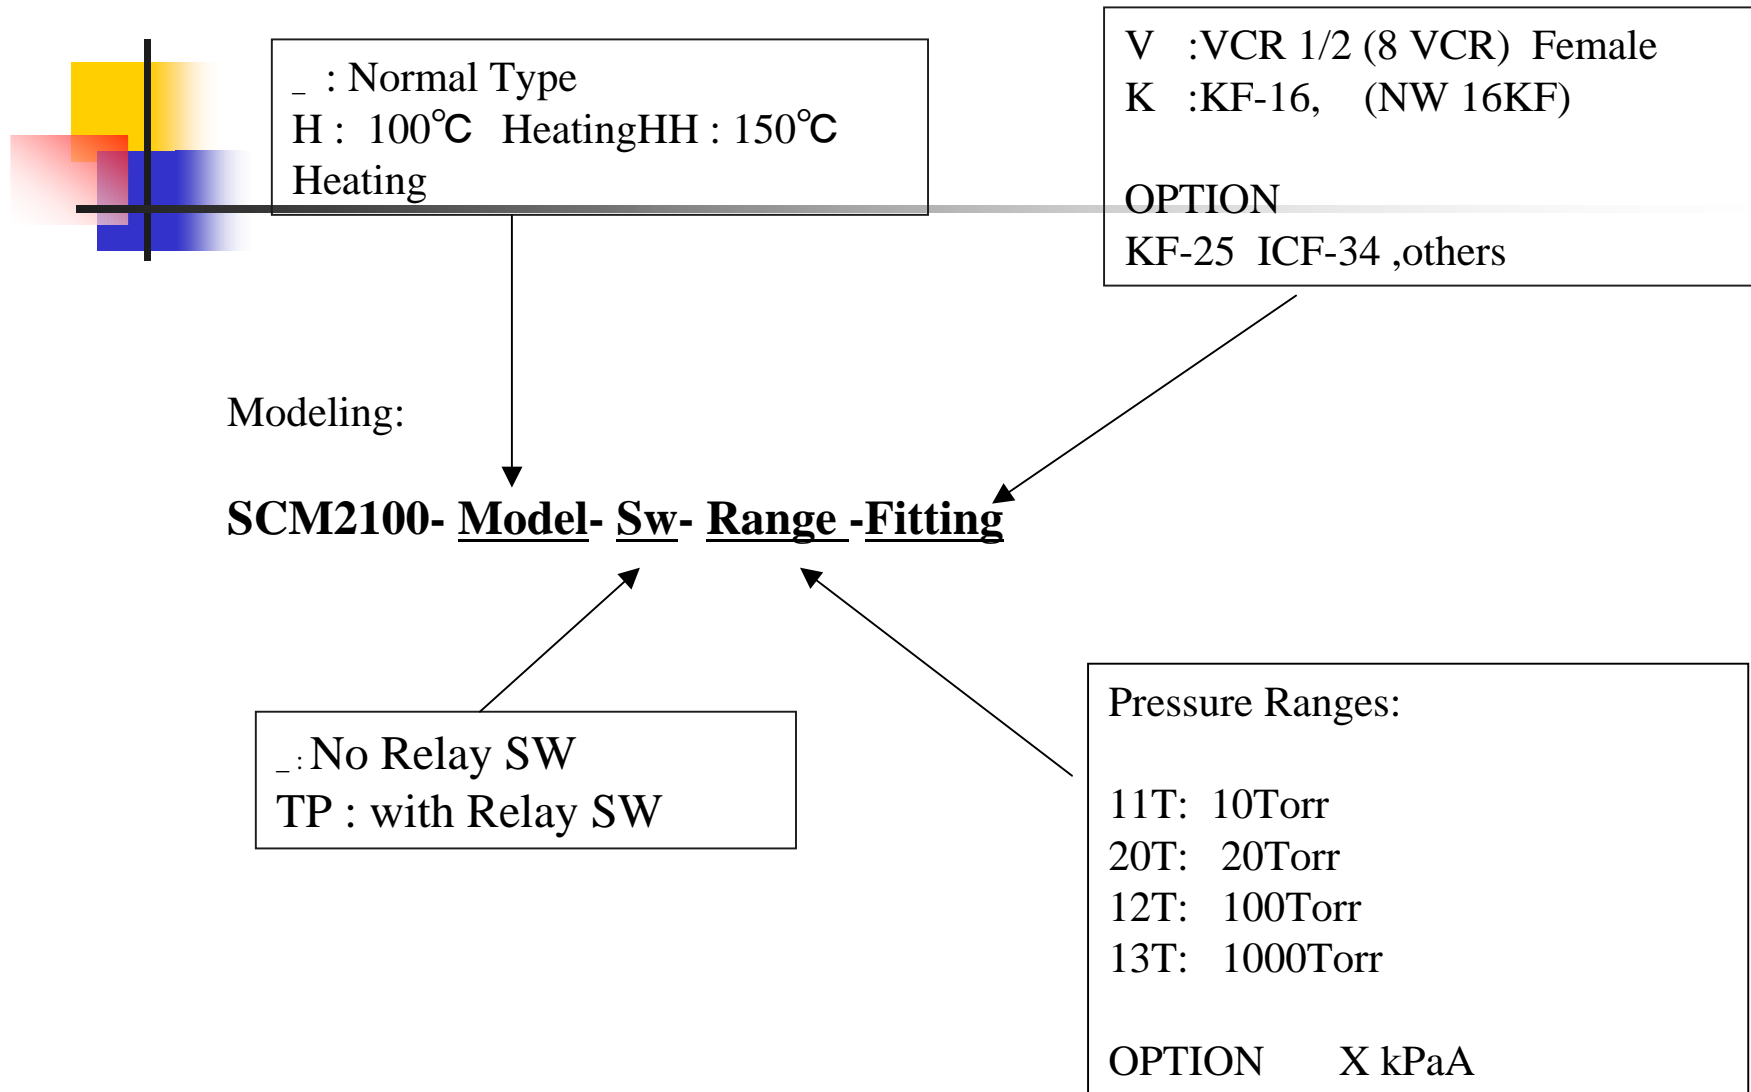 _ : Normal Type
H : 100℃ HeatingHH : 150℃
Heating
V :VCR 1/2 (8 VCR) Female
K :KF-16, (NW 16KF)
OPTION
KF-25 ICF-34 ,others
Modeling:
SCM2100- Model- Sw- Range -Fitting
_ : No Relay SW
TP : with Relay SW
Pressure Ranges:
11T: 10Torr
20T: 20Torr
12T: 100Torr
13T: 1000Torr
OPTION X kPaA